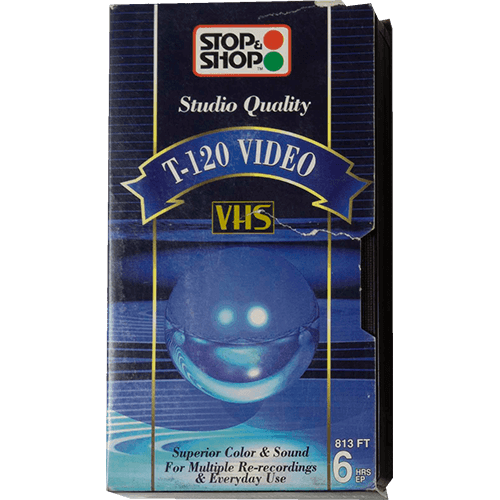 STOP&
SHOP™
Studio Quality
T-120 VIDEO
VHS
Superior Color & Sound
For Multiple Re-recordings
& Everyday Use
813 FT
6 HRS
EP